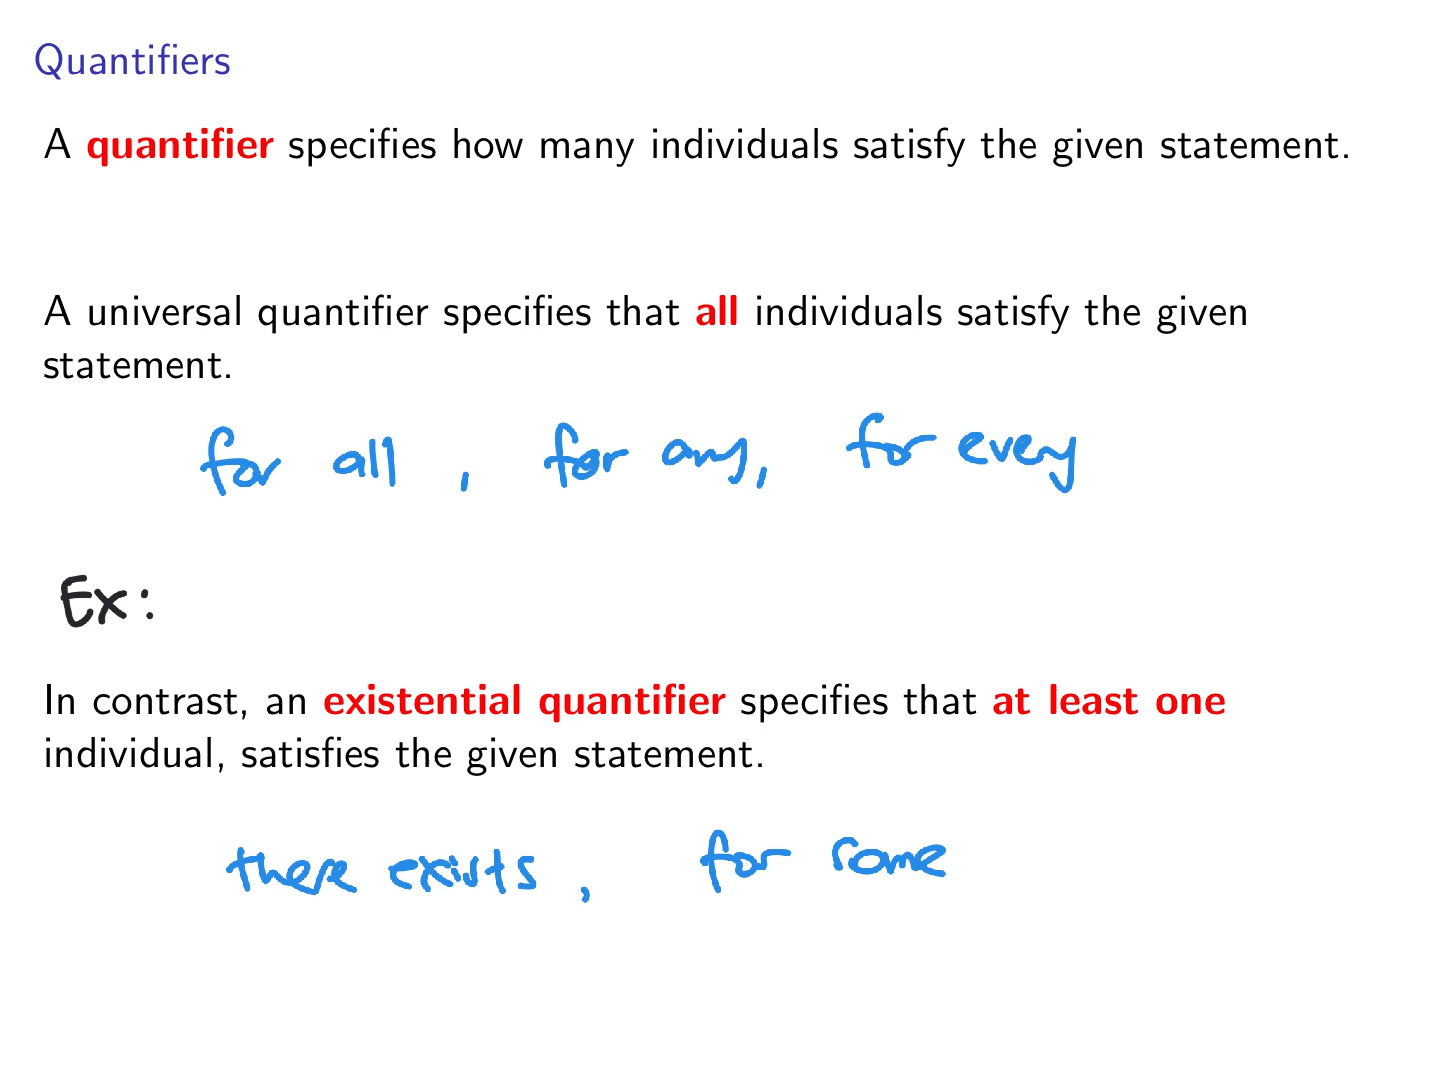 Quantifiers
A quantifier specifies how many individuals satisfy the given statement.
A universal quantifier specifies that all individuals satisfy the given
statement.
for all , for any, for every
Ex:
In contrast, an existential quantifier specifies that at least one
individual, satisfies the given statement.
there exists , for some